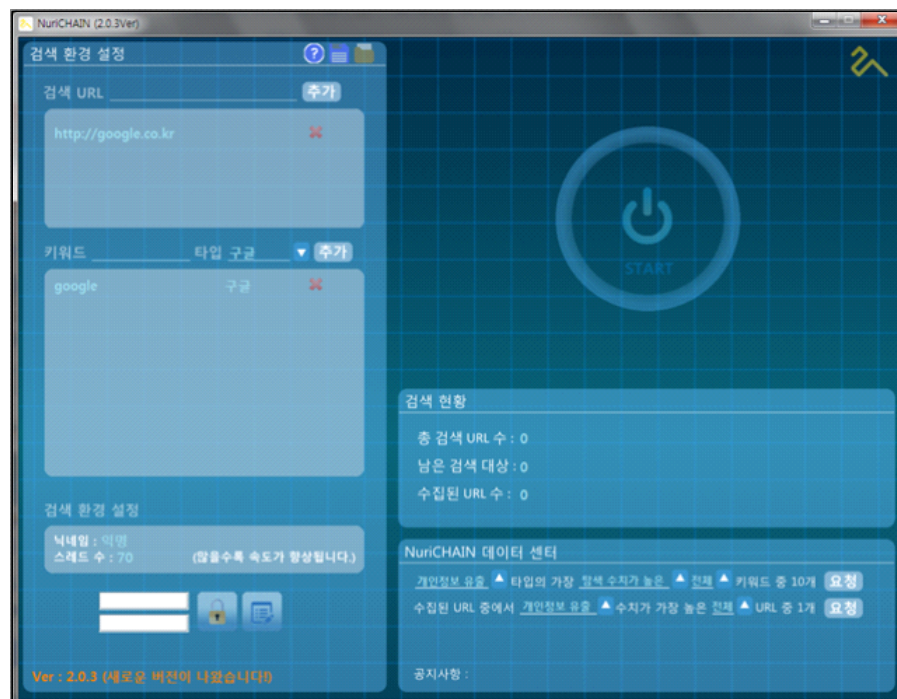 NuriCHAIN (2.0.3Ver)
검색 환경 설정
검색 URL 추가
http://google.co.kr
키워드 타입 구글 추가
google 구글
검색 환경 설정
닉네임 : 익명
스레드 수 : 70 (많을수록 속도가 향상됩니다.)
Ver : 2.0.3 (새로운 버전이 나왔습니다!)
START
검색 현황
총 검색 URL 수 : 0
남은 검색 대상 : 0
수집된 URL 수 : 0
NuriCHAIN 데이터 센터
개인정보 유출 타입의 가장 탐색 수치가 높은 전체 키워드 중 10개 요청
수집된 URL 중에서 개인정보 유출 수치가 가장 높은 전체 URL 중 1개 요청
공지사항 :